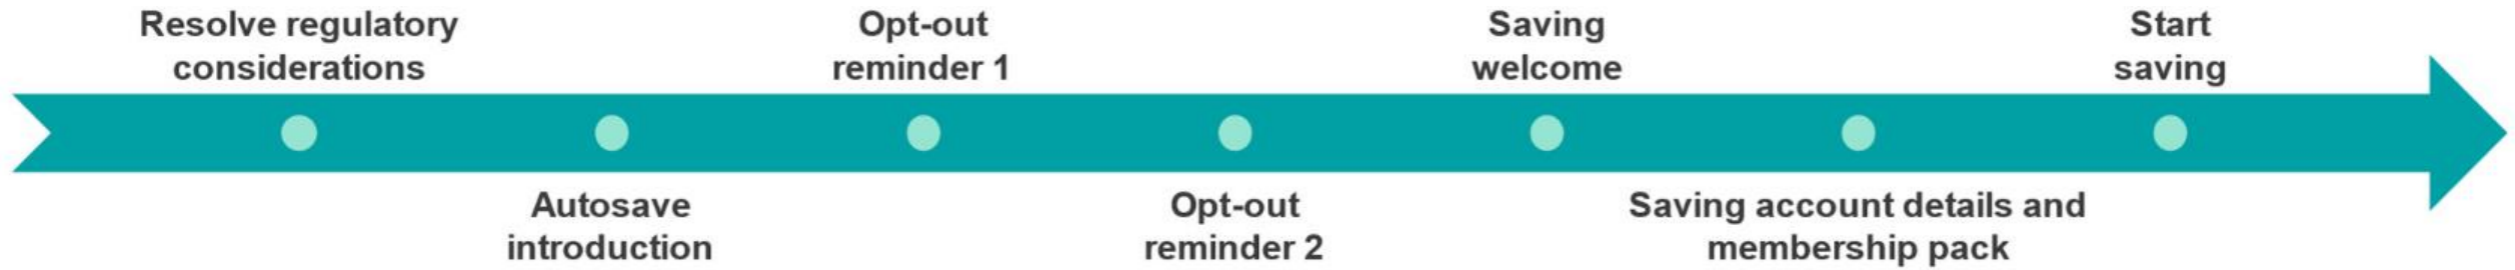 Resolve regulatory
considerations
Autosave
introduction
Opt-out
reminder 1
Opt-out
reminder 2
Saving
welcome
Saving account details and
membership pack
Start
saving